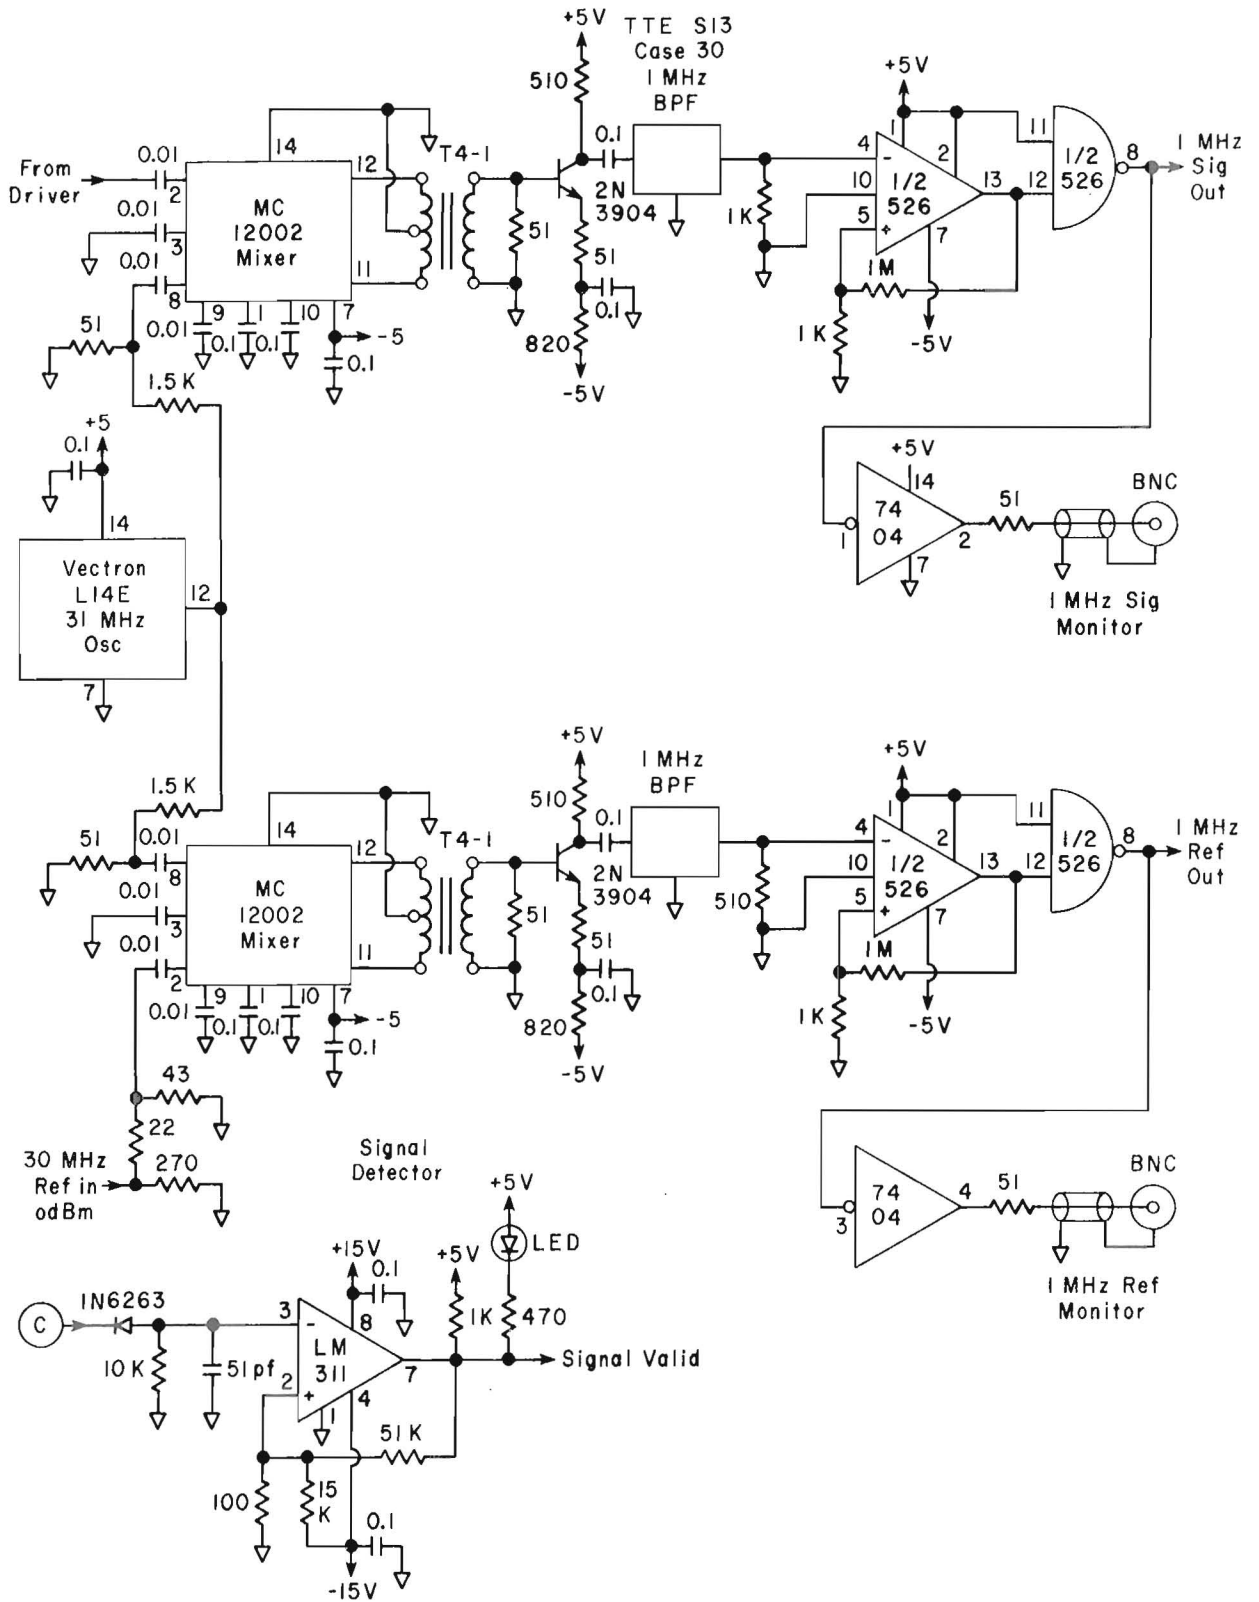 +5V
TTE S13
Case 30
1 MHz
BPF
510
+5V
0.01
14
12
T4-1
0.1
1
2
11
1/2
526
8
1 MHz
Sig
Out
From
Driver
2
MC
12002
Mixer
2N
3904
4
-
10
1/2
526
5
+
13
12
7
0.01
3
51
1K
0.01
8
11
51
1M
9
1
10
7
0.01
0.1
0.1
-5
0.1
0.1
820
-5V
1K
-5V
51
1.5K
+5
0.1
14
Vectron
L14E
31 MHz
Osc
12
7
+5V
14
74
04
1
2
7
51
BNC
1 MHz Sig
Monitor
+5V
1 MHz
BPF
+5V
1.5K
14
510
0.1
1
2
11
51
0.01
8
12
T4-1
4
-
10
1/2
526
5
+
13
12
7
1/2
526
8
1 MHz
Ref
Out
0.01
3
MC
12002
Mixer
2N
3904
510
0.01
2
11
51
51
1M
9
1
10
7
0.01
0.1
0.1
-5
0.1
0.1
820
-5V
1K
-5V
43
22
30 MHz
Ref in
0dBm
270
Signal
Detector
+5V
LED
74
04
3
4
51
BNC
1 MHz Ref
Monitor
+15V
0.1
+5V
C
1N6263
3
-
8
LM
311
1K
470
10K
51pf
2
+
7
Signal Valid
1
4
51K
100
15
K
0.1
-15V